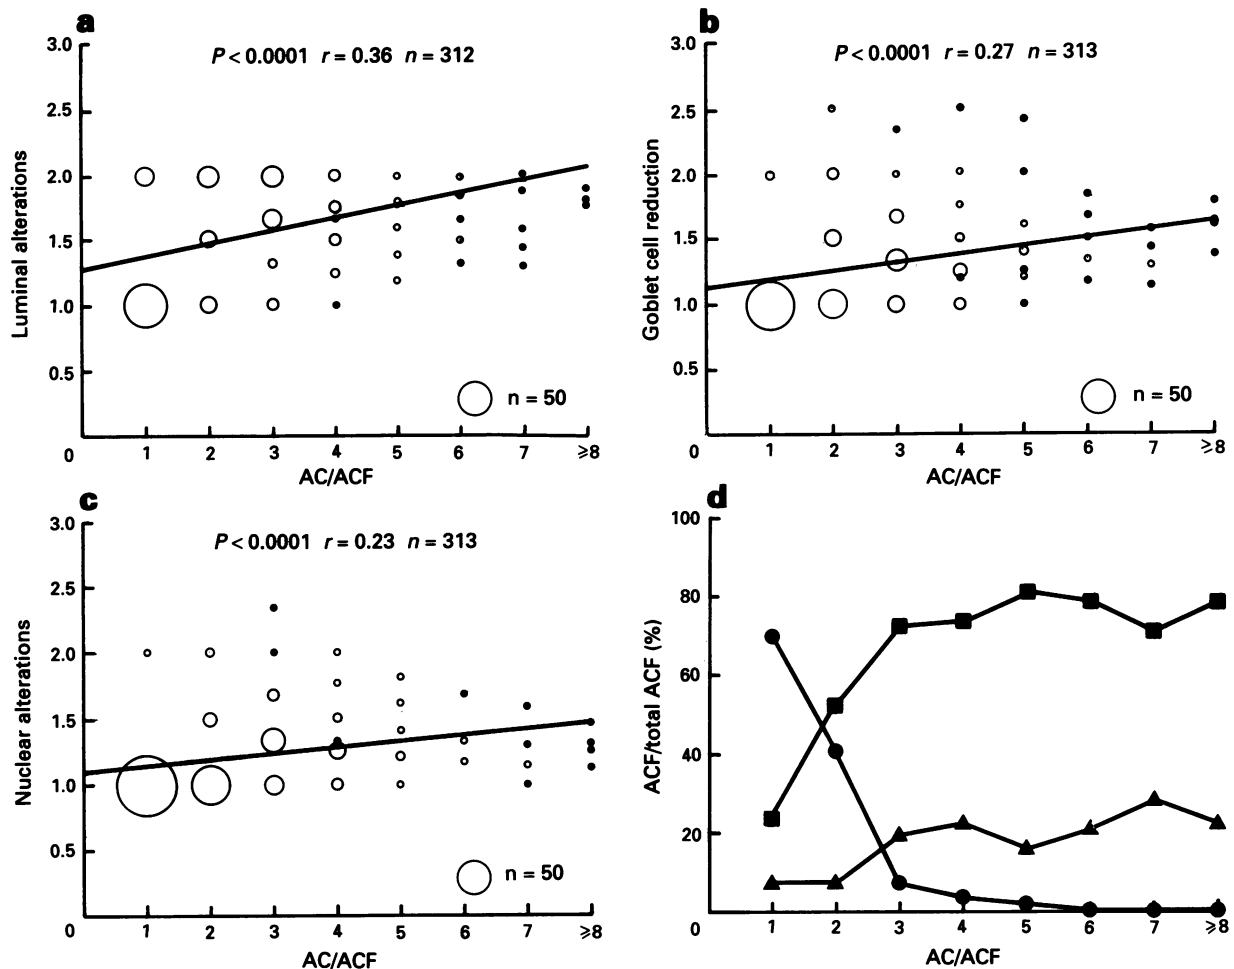 a
P < 0.0001 r = 0.36 n = 312
Luminal alterations
3.0
2.5
2.0
1.5
1.0
0.5
0
1 2 3 4 5 6 7 ⩾8
AC/ACF
n = 50
b
P < 0.0001 r = 0.27 n = 313
Goblet cell reduction
3.0
2.5
2.0
1.5
1.0
0.5
0
1 2 3 4 5 6 7 ⩾8
AC/ACF
n = 50
c
P < 0.0001 r = 0.23 n = 313
Nuclear alterations
3.0
2.5
2.0
1.5
1.0
0.5
0
1 2 3 4 5 6 7 ⩾8
AC/ACF
n = 50
d
ACF/total ACF (%)
100
80
60
40
20
0
1 2 3 4 5 6 7 ⩾8
AC/ACF